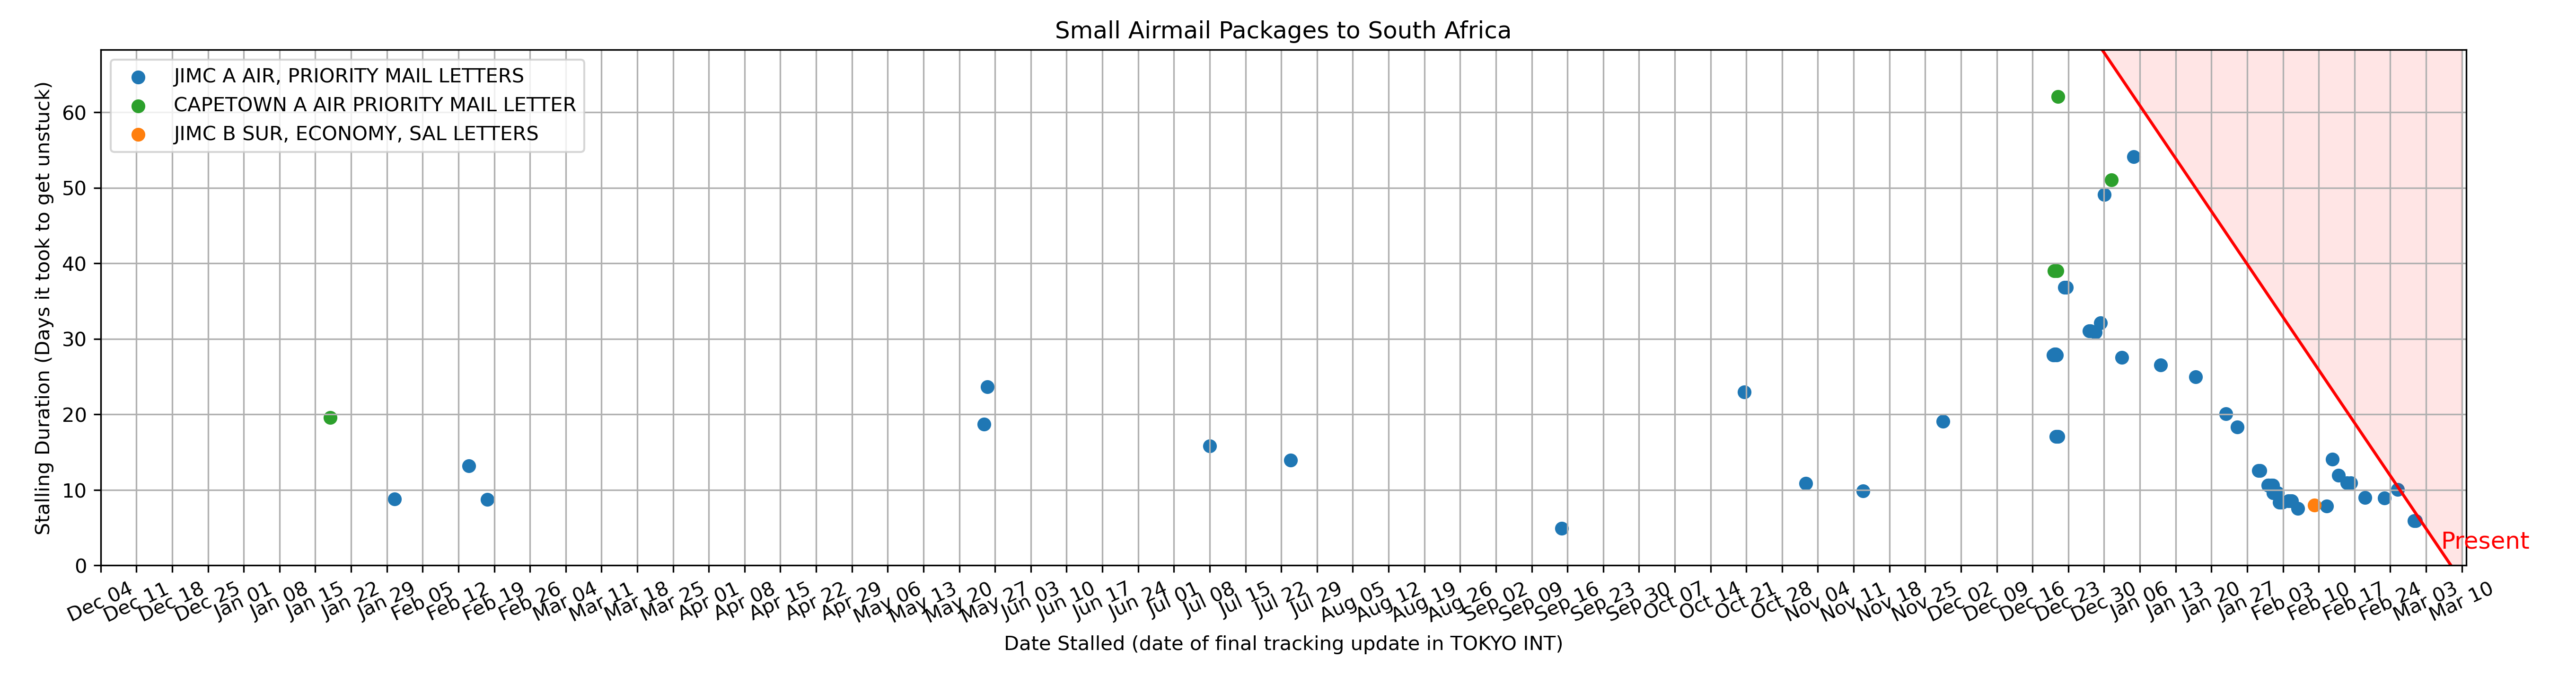 Small Airmail Packages to South Africa
JIMC A AIR, PRIORITY MAIL LETTERS
CAPETOWN A AIR PRIORITY MAIL LETTER
JIMC B SUR, ECONOMY, SAL LETTERS
Stalling Duration (Days it took to get unstuck)
60
50
40
30
20
10
0
Present
Dec 04 Dec 11 Dec 18 Dec 25 Jan 01 Jan 08 Jan 15 Jan 22 Jan 29 Feb 05 Feb 12 Feb 19 Feb 26 Mar 04 Mar 11 Mar 18 Mar 25 Apr 01 Apr 08 Apr 15 Apr 22 Apr 29 May 06 May 13 May 20 May 27 Jun 03 Jun 10 Jun 17 Jun 24 Jul 01 Jul 08 Jul 15 Jul 22 Jul 29 Aug 05 Aug 12 Aug 19 Aug 26 Sep 02 Sep 09 Sep 16 Sep 23 Sep 30 Oct 07 Oct 14 Oct 21 Oct 28 Nov 04 Nov 11 Nov 18 Nov 25 Dec 02 Dec 09 Dec 16 Dec 23 Dec 30 Jan 06 Jan 13 Jan 20 Jan 27 Feb 03 Feb 10 Feb 17 Feb 24 Mar 03 Mar 10
Date Stalled (date of final tracking update in TOKYO INT)